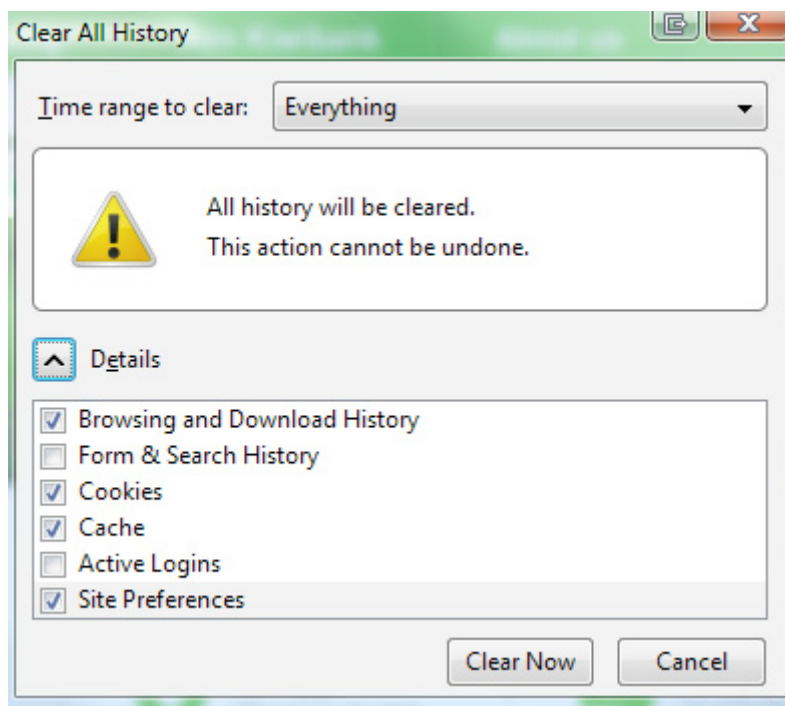 Clear All History
Time range to clear: Everything
All history will be cleared.
This action cannot be undone.
Details
Browsing and Download History
Form & Search History
Cookies
Cache
Active Logins
Site Preferences
Clear Now Cancel